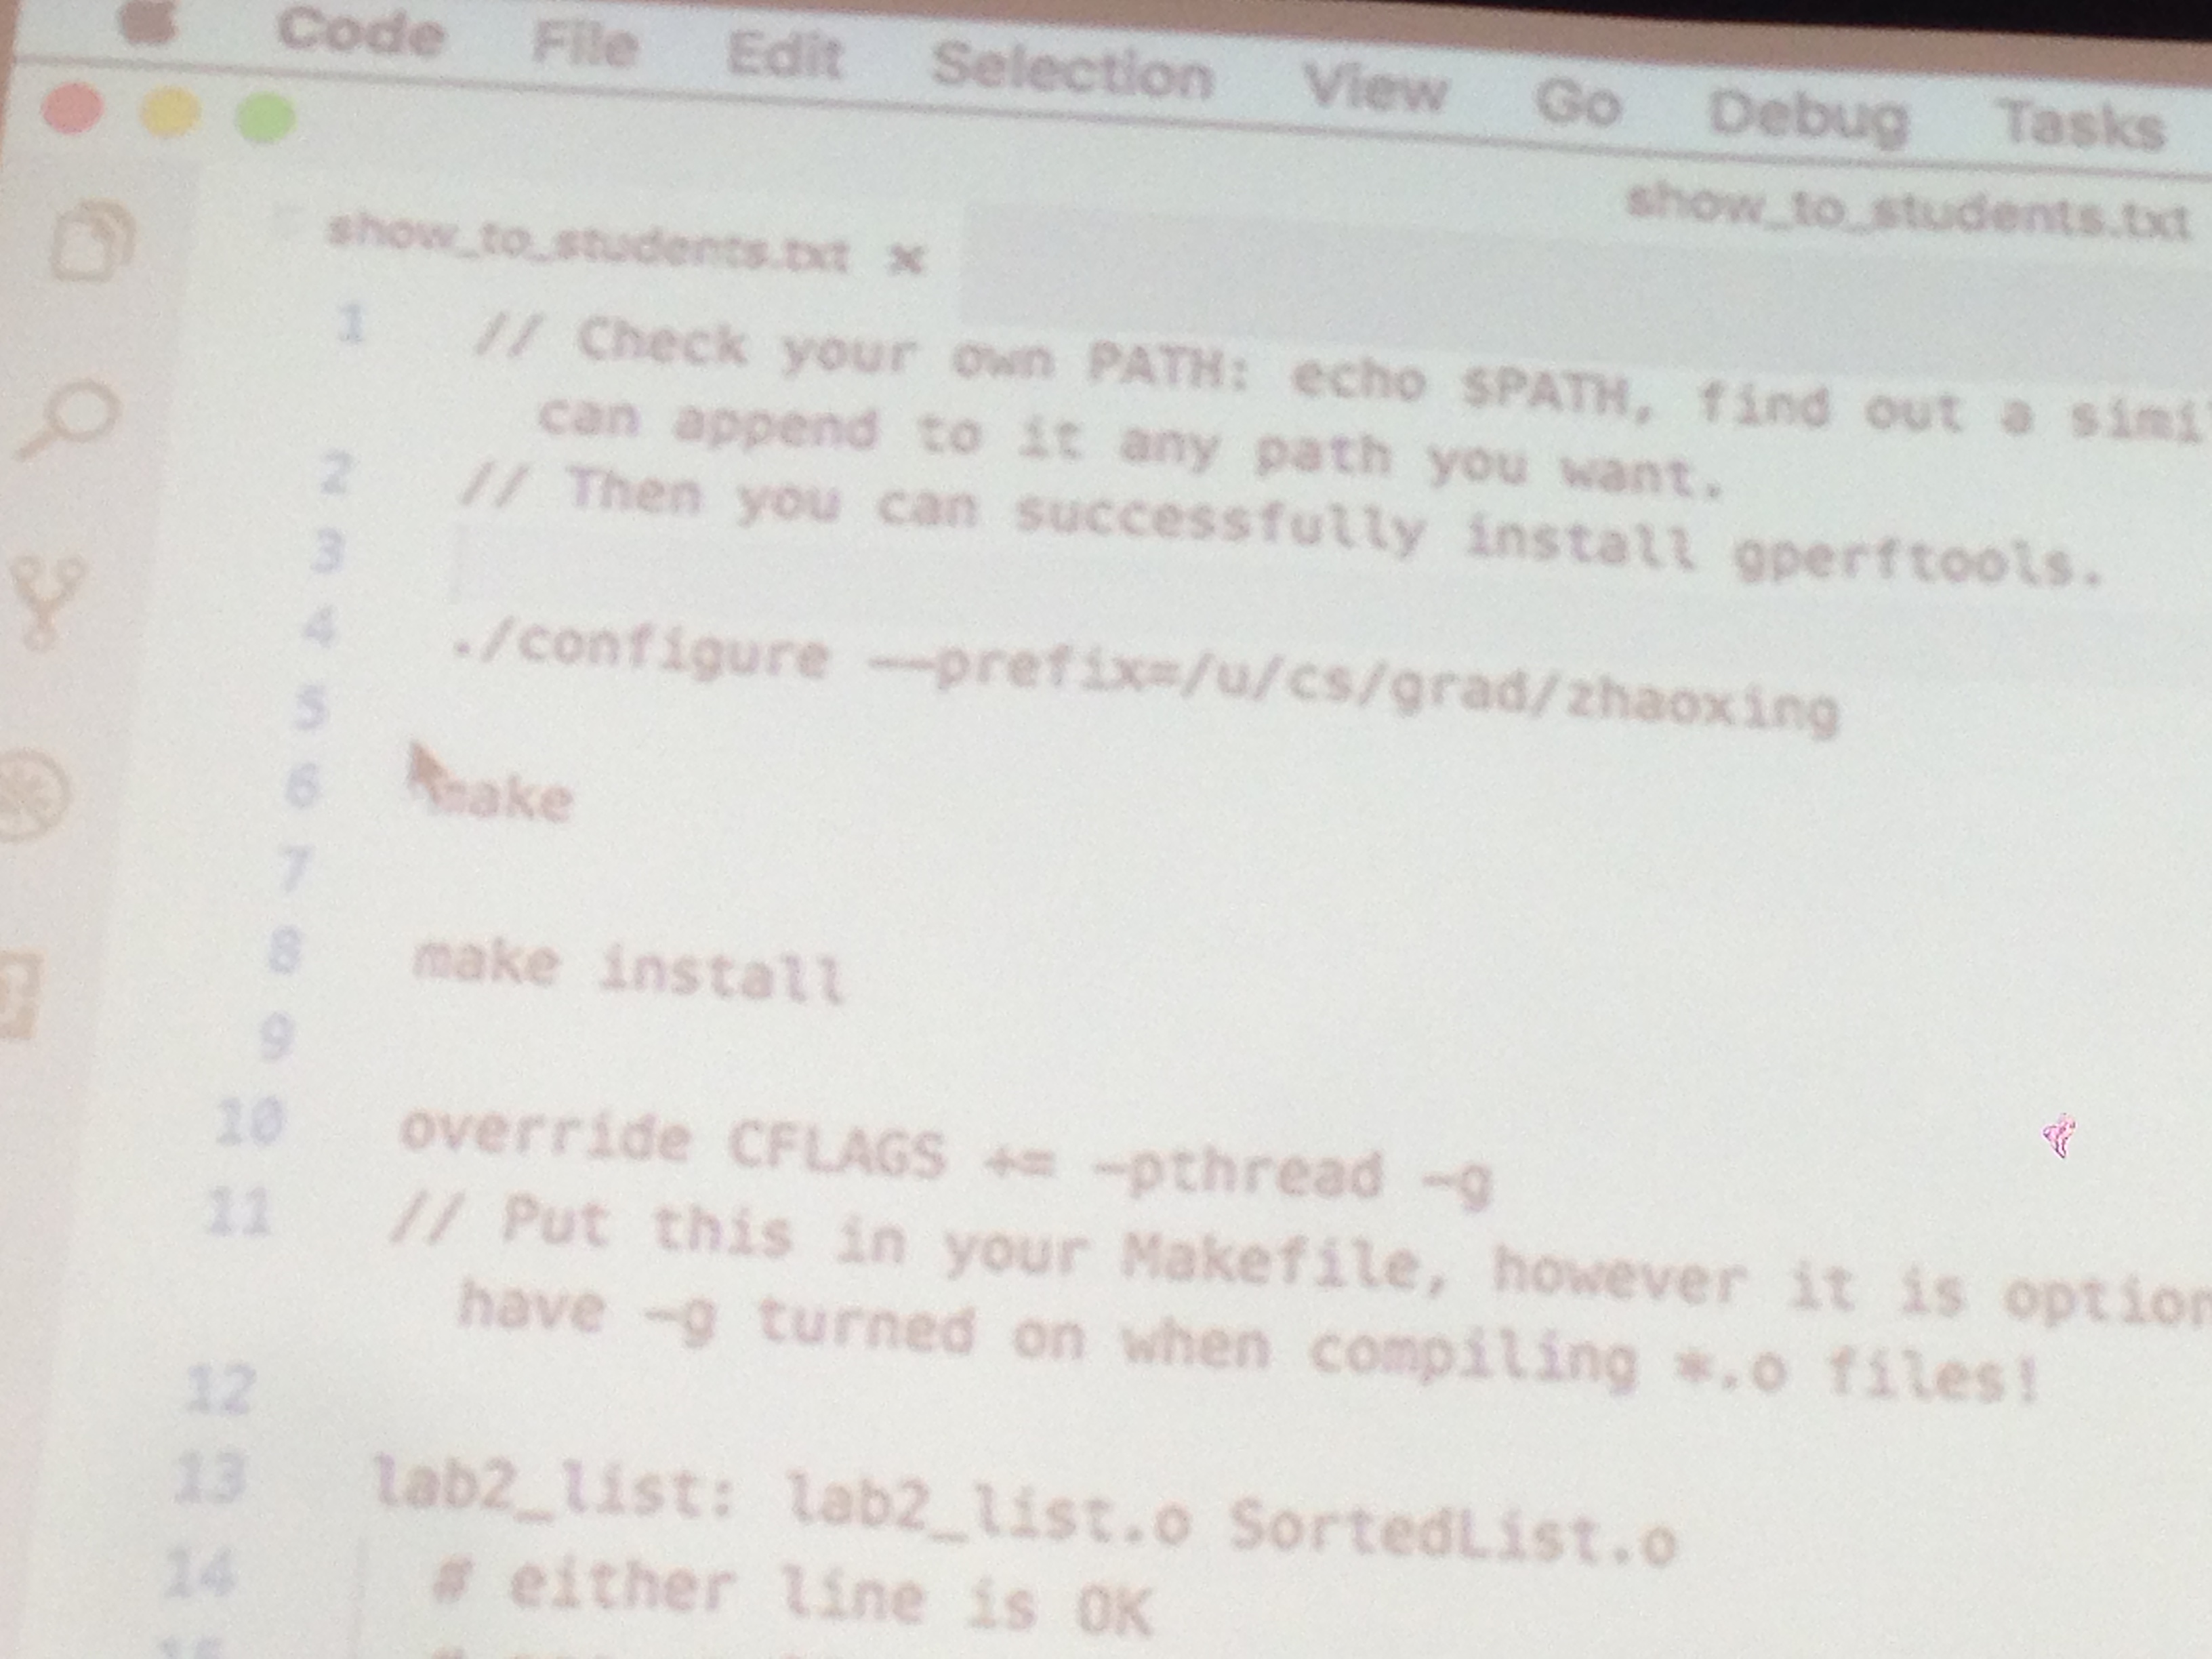 Code File Edit Selection View Go Debug Tasks
show_to_students.txt
show_to_students.txt ×
1 // Check your own PATH: echo $PATH, find out a simi
can append to it any path you want.
2 // Then you can successfully install gperftools.
3
4 ./configure --prefix=/u/cs/grad/zhaoxing
5
6 make
7
8 make install
9
10 override CFLAGS += -pthread -g
11 // Put this in your Makefile, however it is option
have -g turned on when compiling *.o files!
12
13 lab2_list: lab2_list.o SortedList.o
14 # either line is OK
15